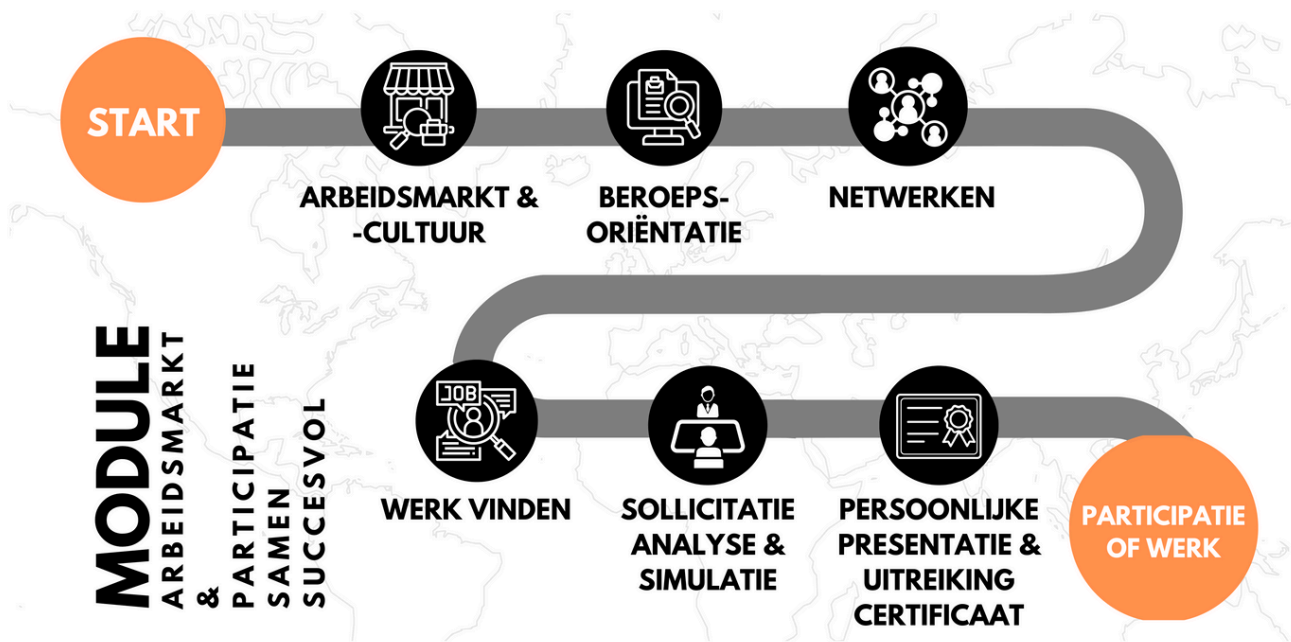 START
ARBEIDSMARKT &
-CULTUUR
BEROEPS-
ORIËNTATIE
NETWERKEN
MODULE
ARBEIDSMARKT
&
PARTICIPATIE
SAMEN
SUCCESVOL
JOB
WERK VINDEN
SOLLICITATIE
ANALYSE &
SIMULATIE
PERSOONLIJKE
PRESENTATIE &
UITREIKING
CERTIFICAAT
PARTICIPATIE
OF WERK